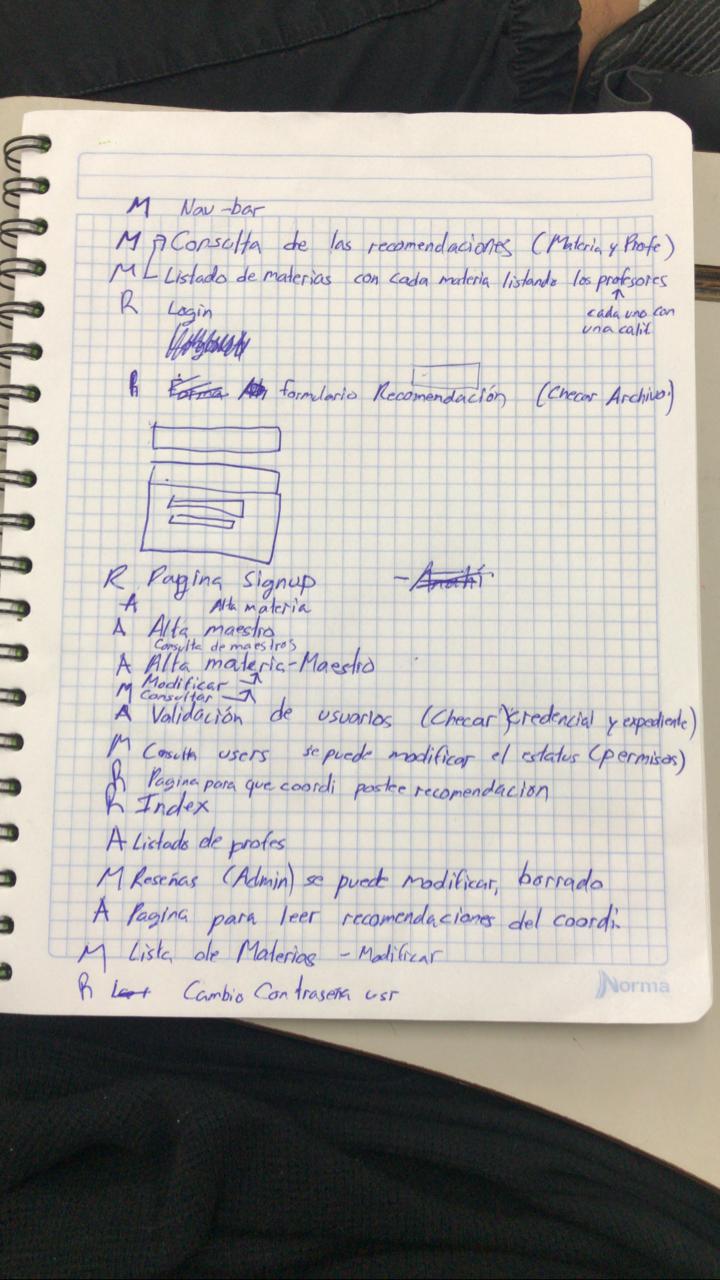 M Nav-bar
M Consulta de las recomendaciones (Materia y Profe)
M Listado de materias con cada materia listando los profesores
cada uno con
una calif
R Login
R Forma formulario Recomendación (Checar Archivo)
R Pagina Signup - Anahi
A Alta materia
A Alta maestro
Consulta de maestros
A Alta materia-Maestro
M Modificar
Consultar
A Validación de usuarios (Checar credencial y expediente)
M Consulta users se puede modificar el estatus (permisos)
R Pagina para que coordi postee recomendacion
R Index
A Listado de profes
M Reseñas (Admin) se puede modificar, borrado
A Pagina para leer recomendaciones del coordi.
M Lista de Materias - Modificar
R Cambio Contraseña usr
Norma